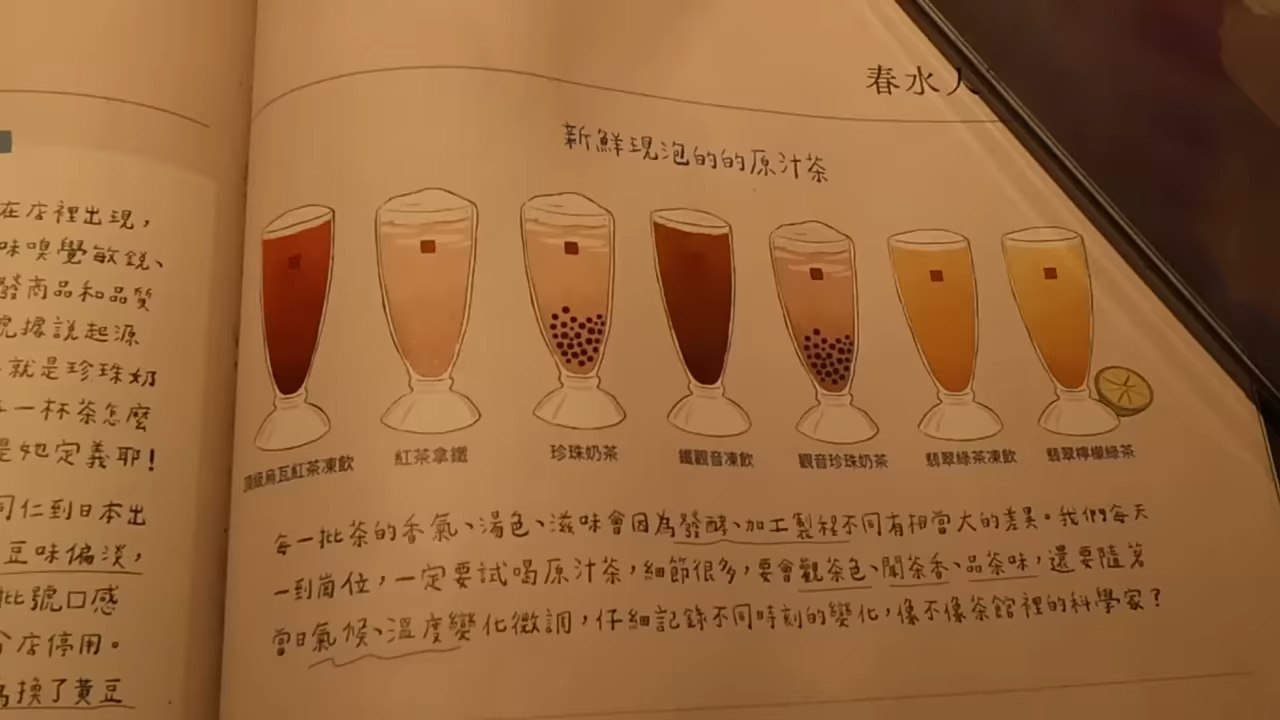 在店裡出現，
味嗅覺敏銳、
發商品和品質
據說起源
就是珍珠奶
一杯茶怎麼
是她定義耶！
同仁到日本出
豆味偏淡，
批號口感
店停用。
換了黃豆
春水人
新鮮現泡的的原汁茶
頂級烏瓦紅茶凍飲
紅茶拿鐵
珍珠奶茶
鐵觀音凍飲
觀音珍珠奶茶
翡翠綠茶凍飲
翡翠檸檬綠茶
每一批茶的香氣、湯色、滋味會因為發酵、加工製程不同有相當大的差異。我們每天
一到崗位，一定要試喝原汁茶，細節很多，要會觀茶色、聞茶香、品茶味，還要隨著
當日氣候、溫度變化微調，仔細記錄不同時刻的變化，像不像茶館裡的科學家？